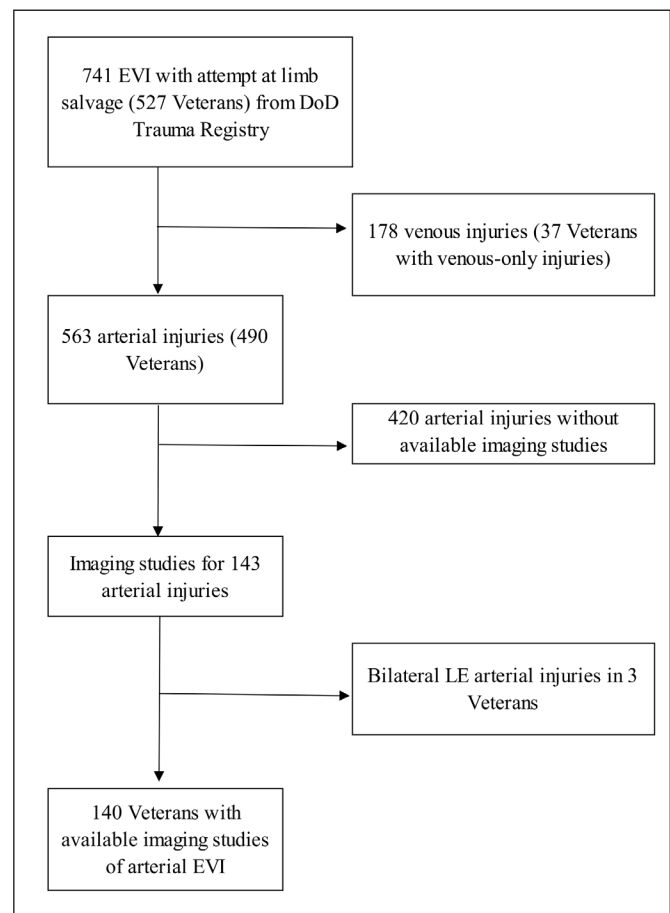 741 EVI with attempt at limb
salvage (527 Veterans) from DoD
Trauma Registry
178 venous injuries (37 Veterans
with venous-only injuries)
563 arterial injuries (490
Veterans)
420 arterial injuries without
available imaging studies
Imaging studies for 143
arterial injuries
Bilateral LE arterial injuries in 3
Veterans
140 Veterans with
available imaging studies
of arterial EVI